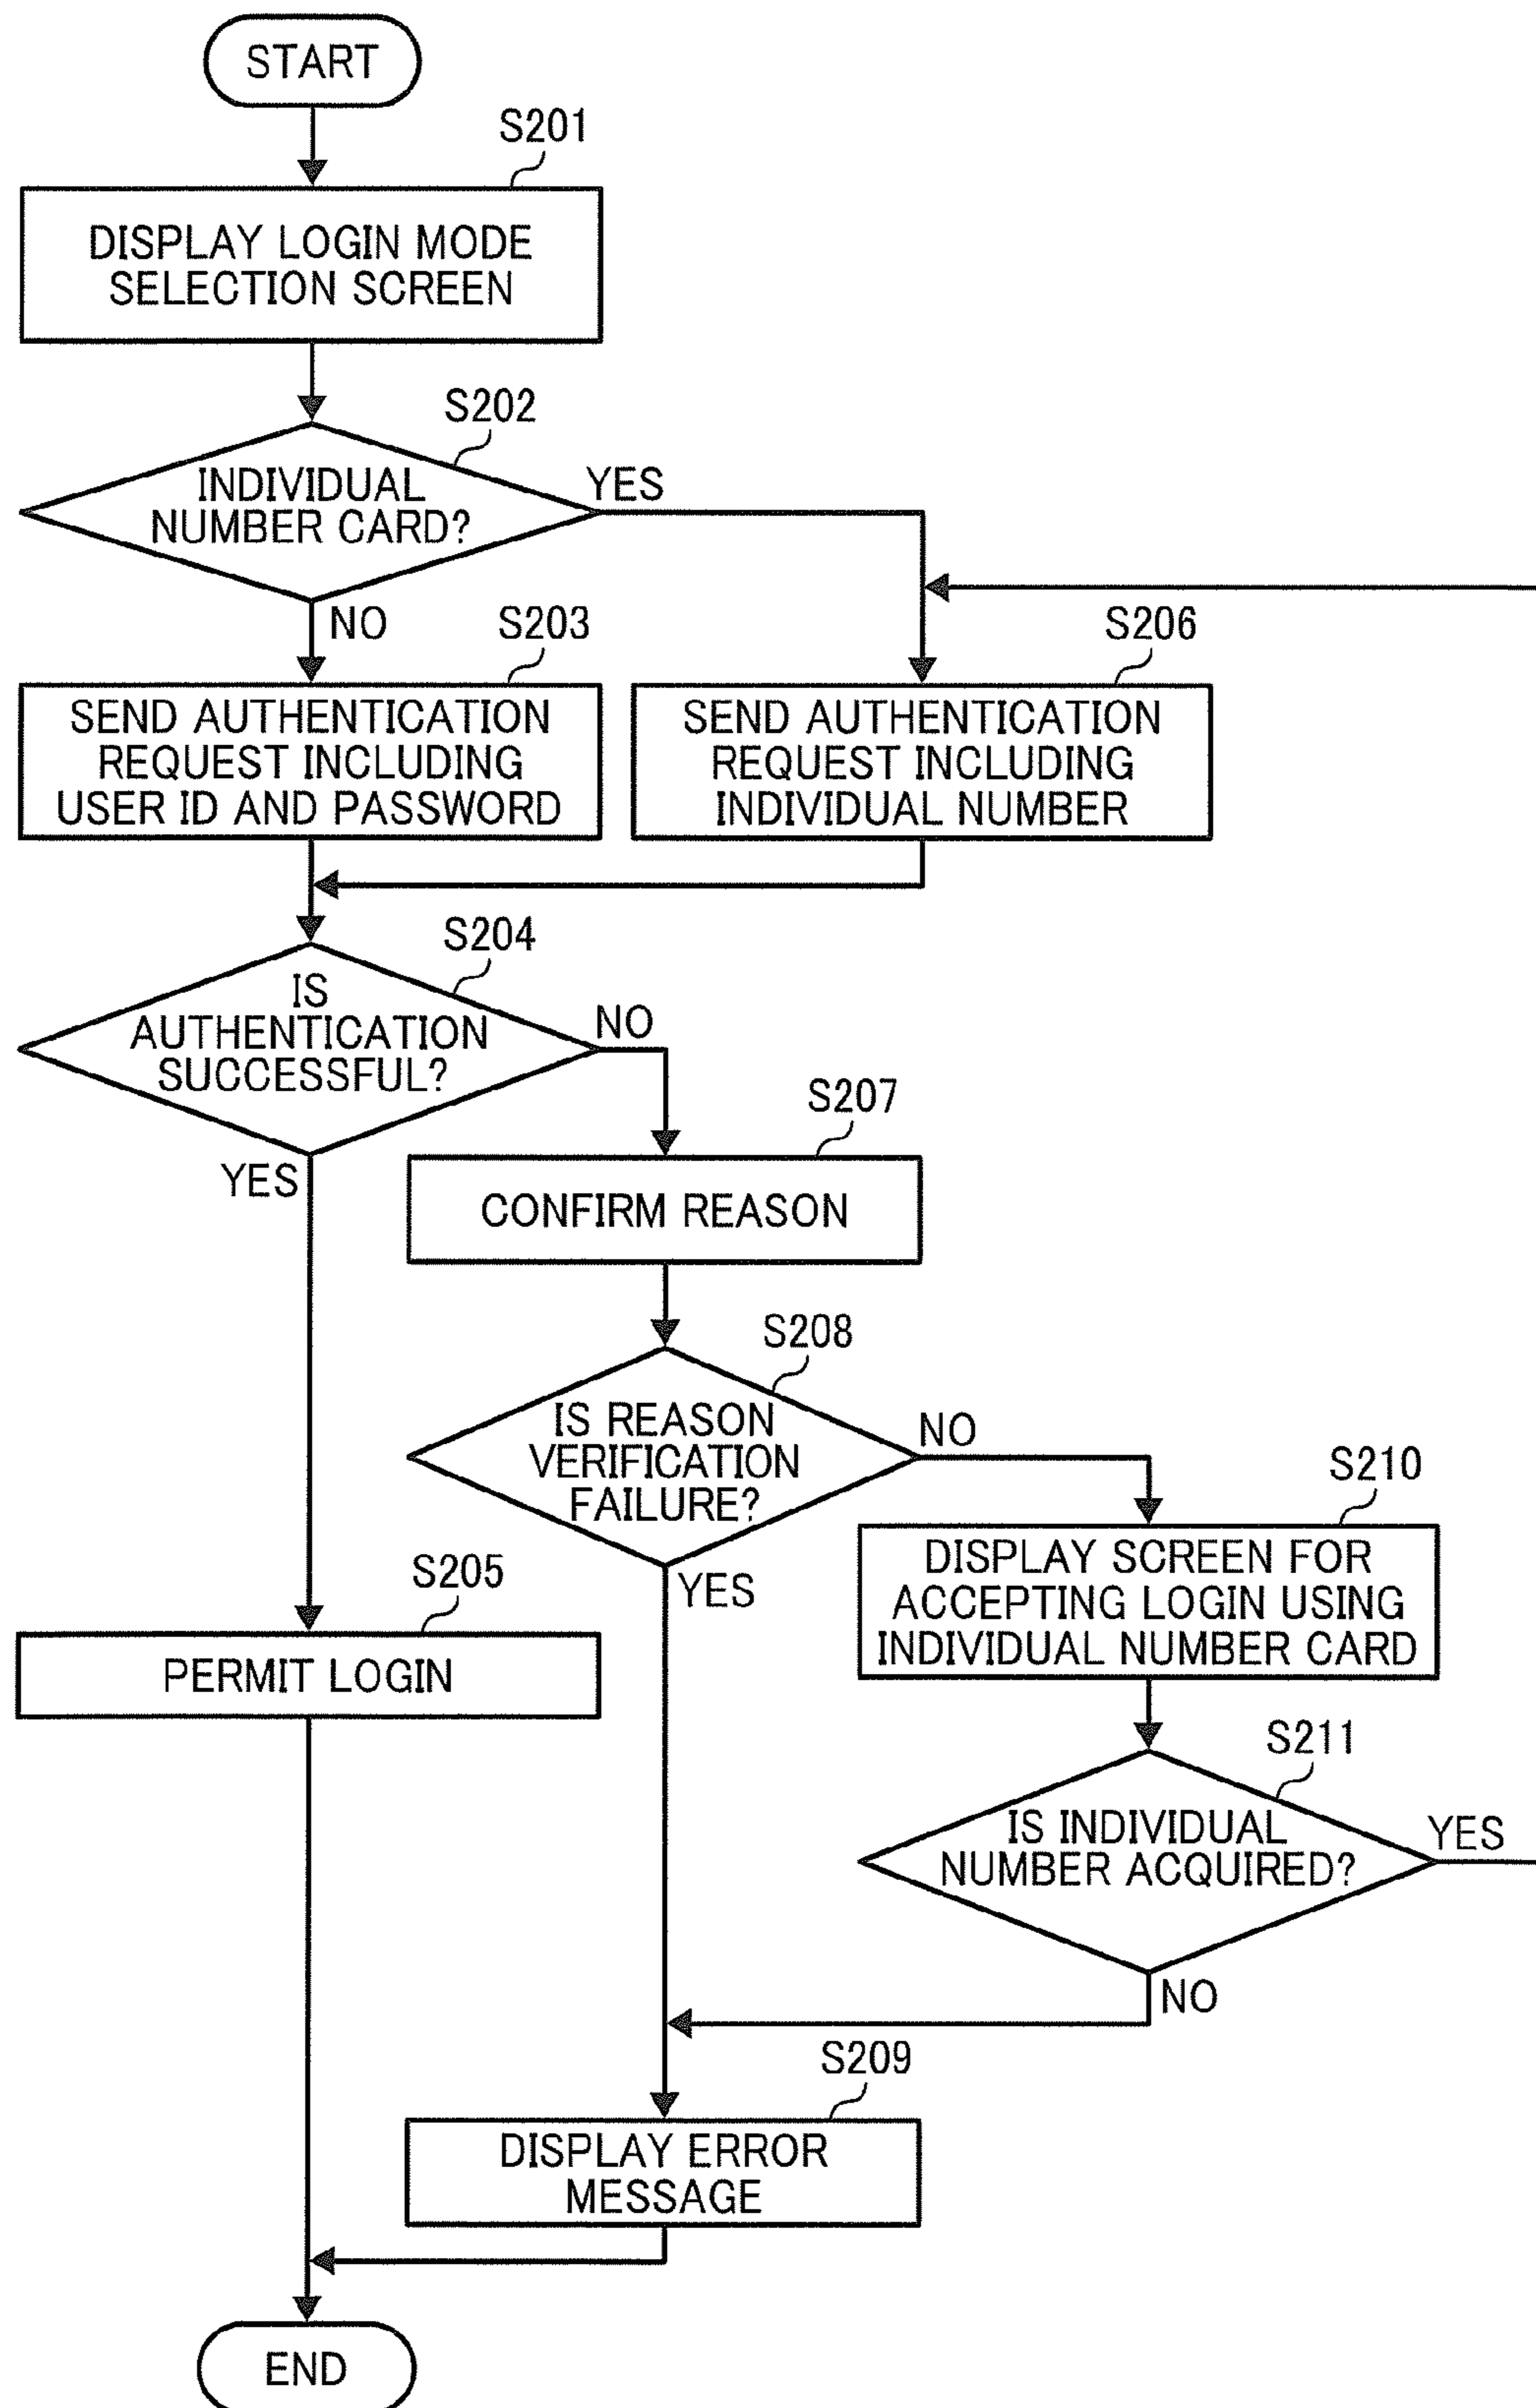 START
S201
DISPLAY LOGIN MODE
SELECTION SCREEN
S202
INDIVIDUAL
NUMBER CARD?
YES
NO
S203
SEND AUTHENTICATION
REQUEST INCLUDING
USER ID AND PASSWORD
S206
SEND AUTHENTICATION
REQUEST INCLUDING
INDIVIDUAL NUMBER
S204
IS
AUTHENTICATION
SUCCESSFUL?
NO
YES
S207
CONFIRM REASON
S208
IS REASON
VERIFICATION
FAILURE?
NO
YES
S210
DISPLAY SCREEN FOR
ACCEPTING LOGIN USING
INDIVIDUAL NUMBER CARD
S205
PERMIT LOGIN
S211
IS INDIVIDUAL
NUMBER ACQUIRED?
YES
NO
S209
DISPLAY ERROR
MESSAGE
END